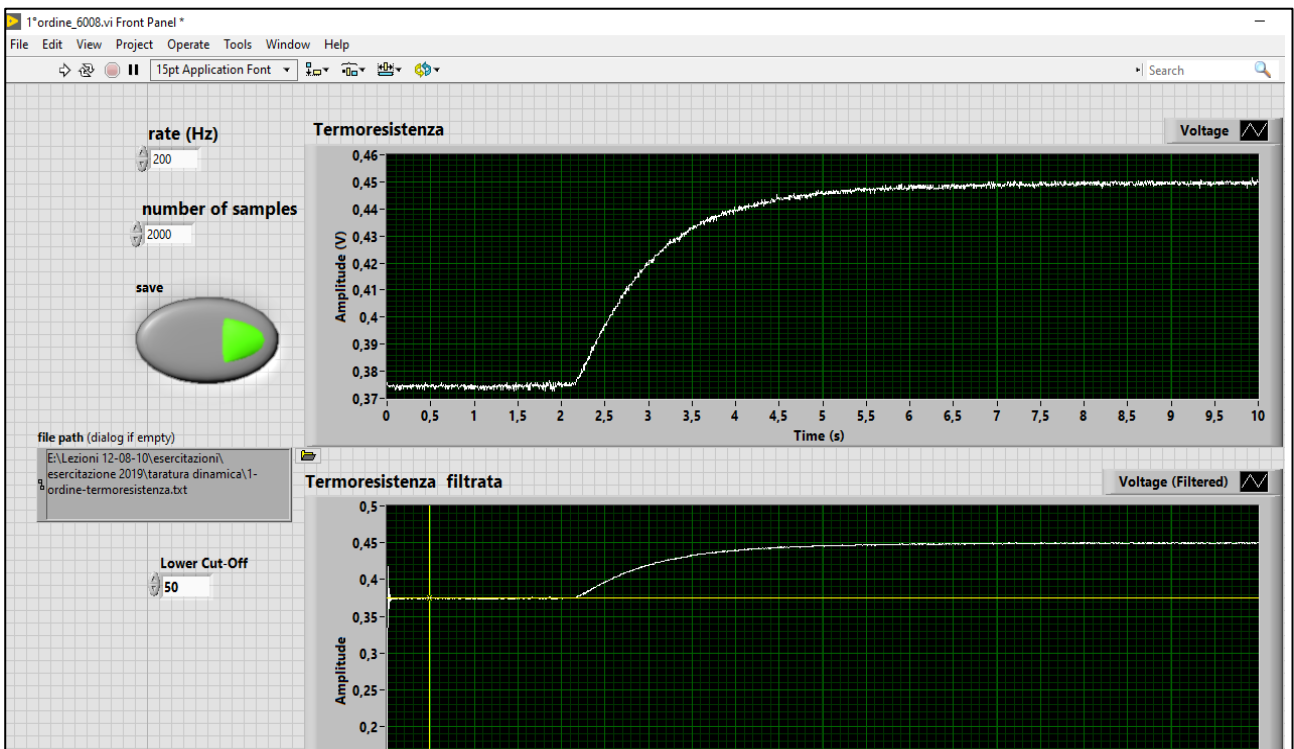 1°ordine_6008.vi Front Panel *
File Edit View Project Operate Tools Window Help
15pt Application Font
Search
rate (Hz)
200
number of samples
2000
save
file path (dialog if empty)
E:\Lezioni 12-08-10\esercitazioni\
esercitazione 2019\taratura dinamica\1-
ordine-termoresistenza.txt
Lower Cut-Off
50
Termoresistenza
Voltage
Amplitude (V)
0,46
0,45
0,44
0,43
0,42
0,41
0,4
0,39
0,38
0,37
0 0,5 1 1,5 2 2,5 3 3,5 4 4,5 5 5,5 6 6,5 7 7,5 8 8,5 9 9,5 10
Time (s)
Termoresistenza filtrata
Voltage (Filtered)
Amplitude
0,5
0,45
0,4
0,35
0,3
0,25
0,2